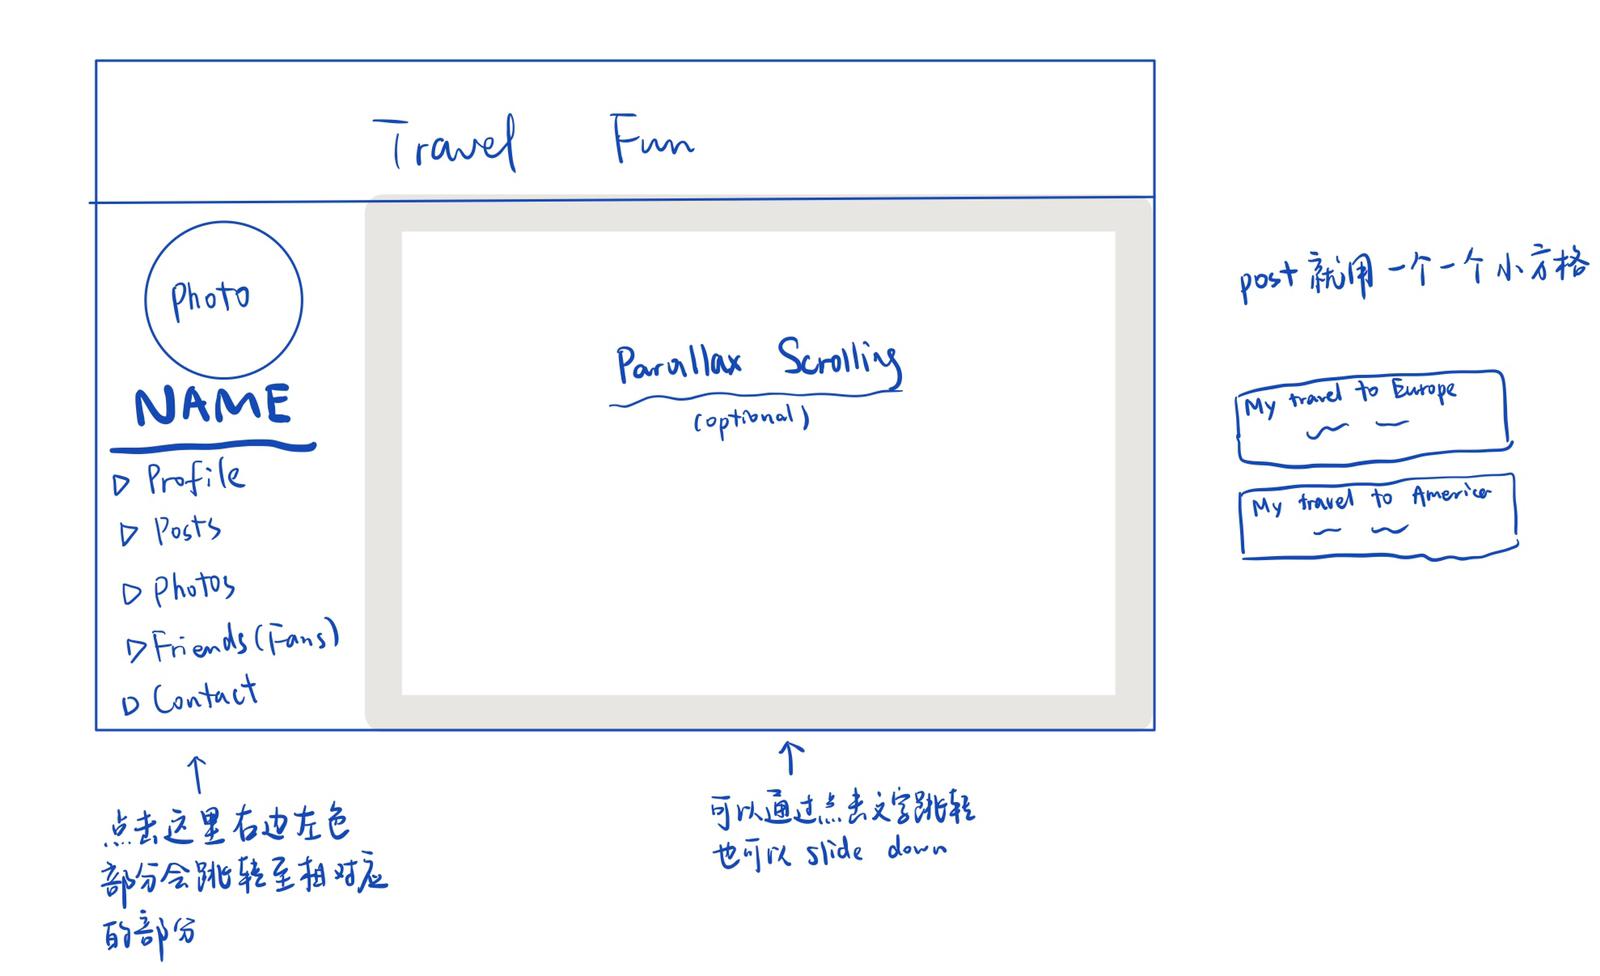 Travel Fun
Photo
NAME
Profile
Posts
Photos
Friends (Fans)
Contact
Parallax Scrolling
(optional)
post 就用一个一个小方格
My travel to Europe
My travel to America
点击这里右边左色
部分会跳转至相对应
的部分
可以通过点击文字跳转
也可以 slide down